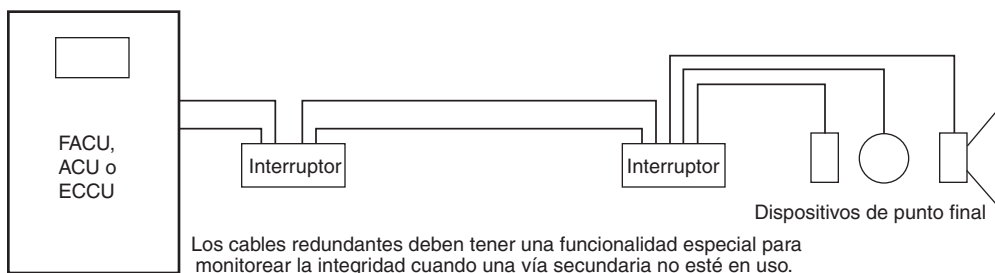 FACU,
ACU o
ECCU
Interruptor
Interruptor
Dispositivos de punto final
Los cables redundantes deben tener una funcionalidad especial para
monitorear la integridad cuando una vía secundaria no esté en uso.